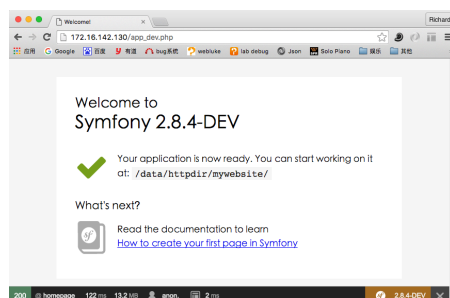 Welcome!
Richard
172.16.142.130/app_dev.php
应用 Google 百度 有道 bug系统 webluke lab debug Json Solo Piano 娱乐 其他
Welcome to
Symfony 2.8.4-DEV
Your application is now ready. You can start working on it
at: /data/httpdir/mywebsite/
What's next?
Read the documentation to learn
How to create your first page in Symfony
200 @ homepage 122 ms 13.2 MB anon. 2 ms 2.8.4-DEV